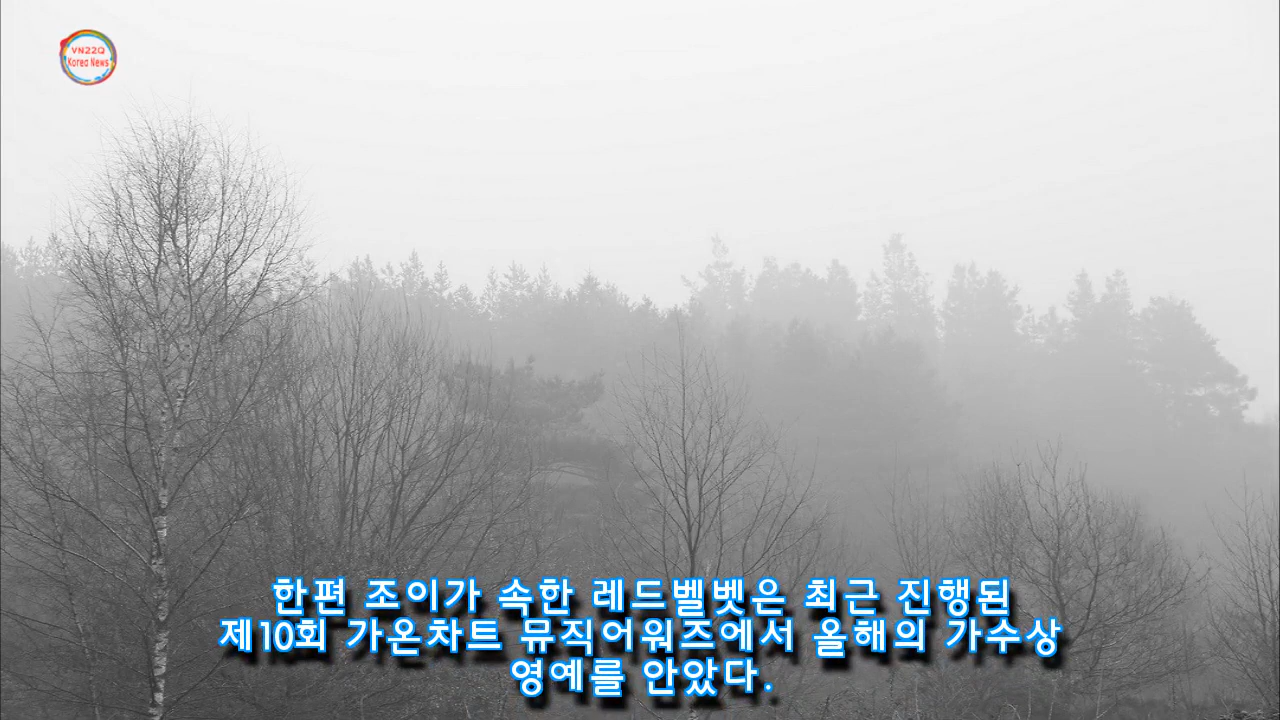 VN22Q
Korea News
한편 조이가 속한 레드벨벳은 최근 진행된
제10회 가온차트 뮤직어워즈에서 올해의 가수상
영예를 안았다.